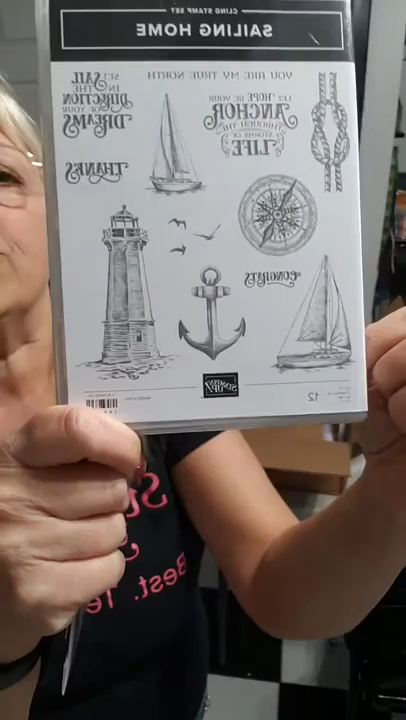 CLING STAMP SET
SAILING HOME
SET
SAIL
IN THE
DIRECTION
OF YOUR
DREAMS
YOU ARE MY TRUE NORTH
LET HOPE BE YOUR
ANCHOR
THROUGH THE
STORMS OF
LIFE
THANKS
CONGRATS
STAMPIN' UP!
12
Best.